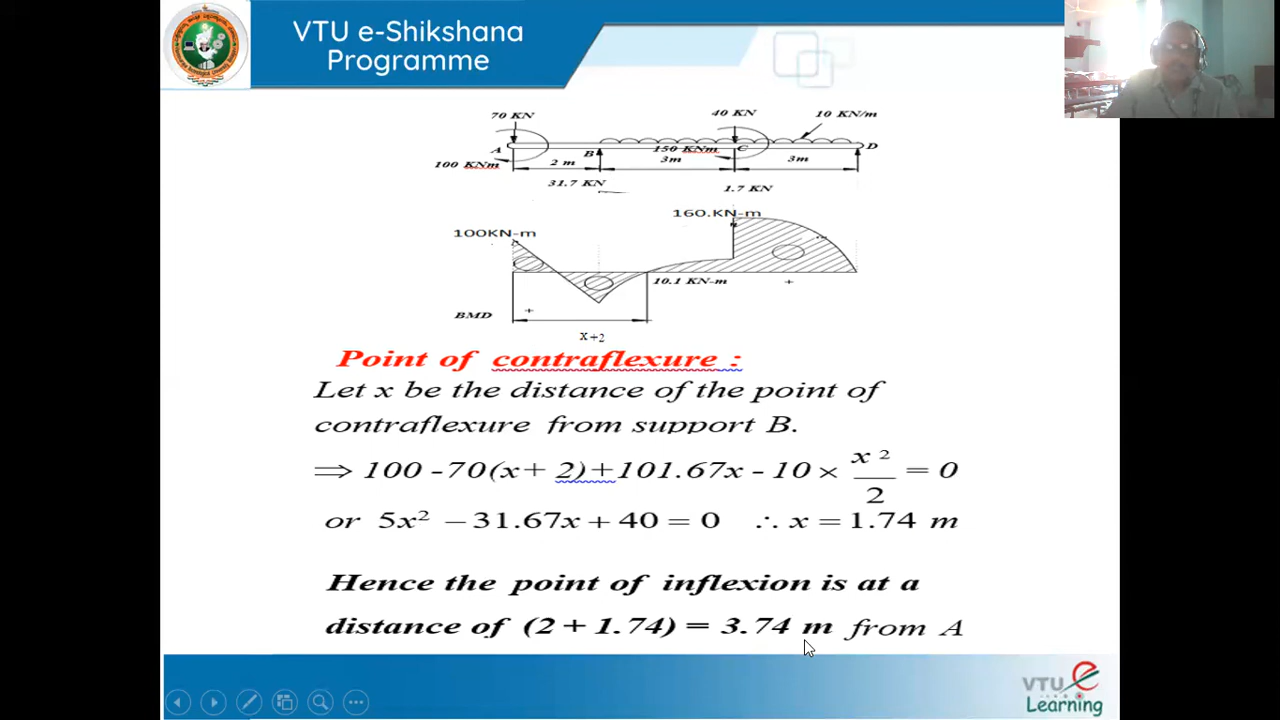 VTU e-Shikshana
Programme
70 KN
40 KN
10 KN/m
A
B
150 KNm
C
D
100 KNm
2 m
3m
3m
31.7 KN
1.7 KN
160.KN-m
100KN-m
10.1 KN-m
+
+
BMD
x+2
Point of contraflexure :
Let x be the distance of the point of
contraflexure from support B.
⇒ 100 -70(x+ 2)+101.67x - 10 × x²/2 = 0
or 5x² − 31.67x + 40 = 0 ∴ x = 1.74 m
Hence the point of inflexion is at a
distance of (2 + 1.74) = 3.74 m from A
VTU e
Learning